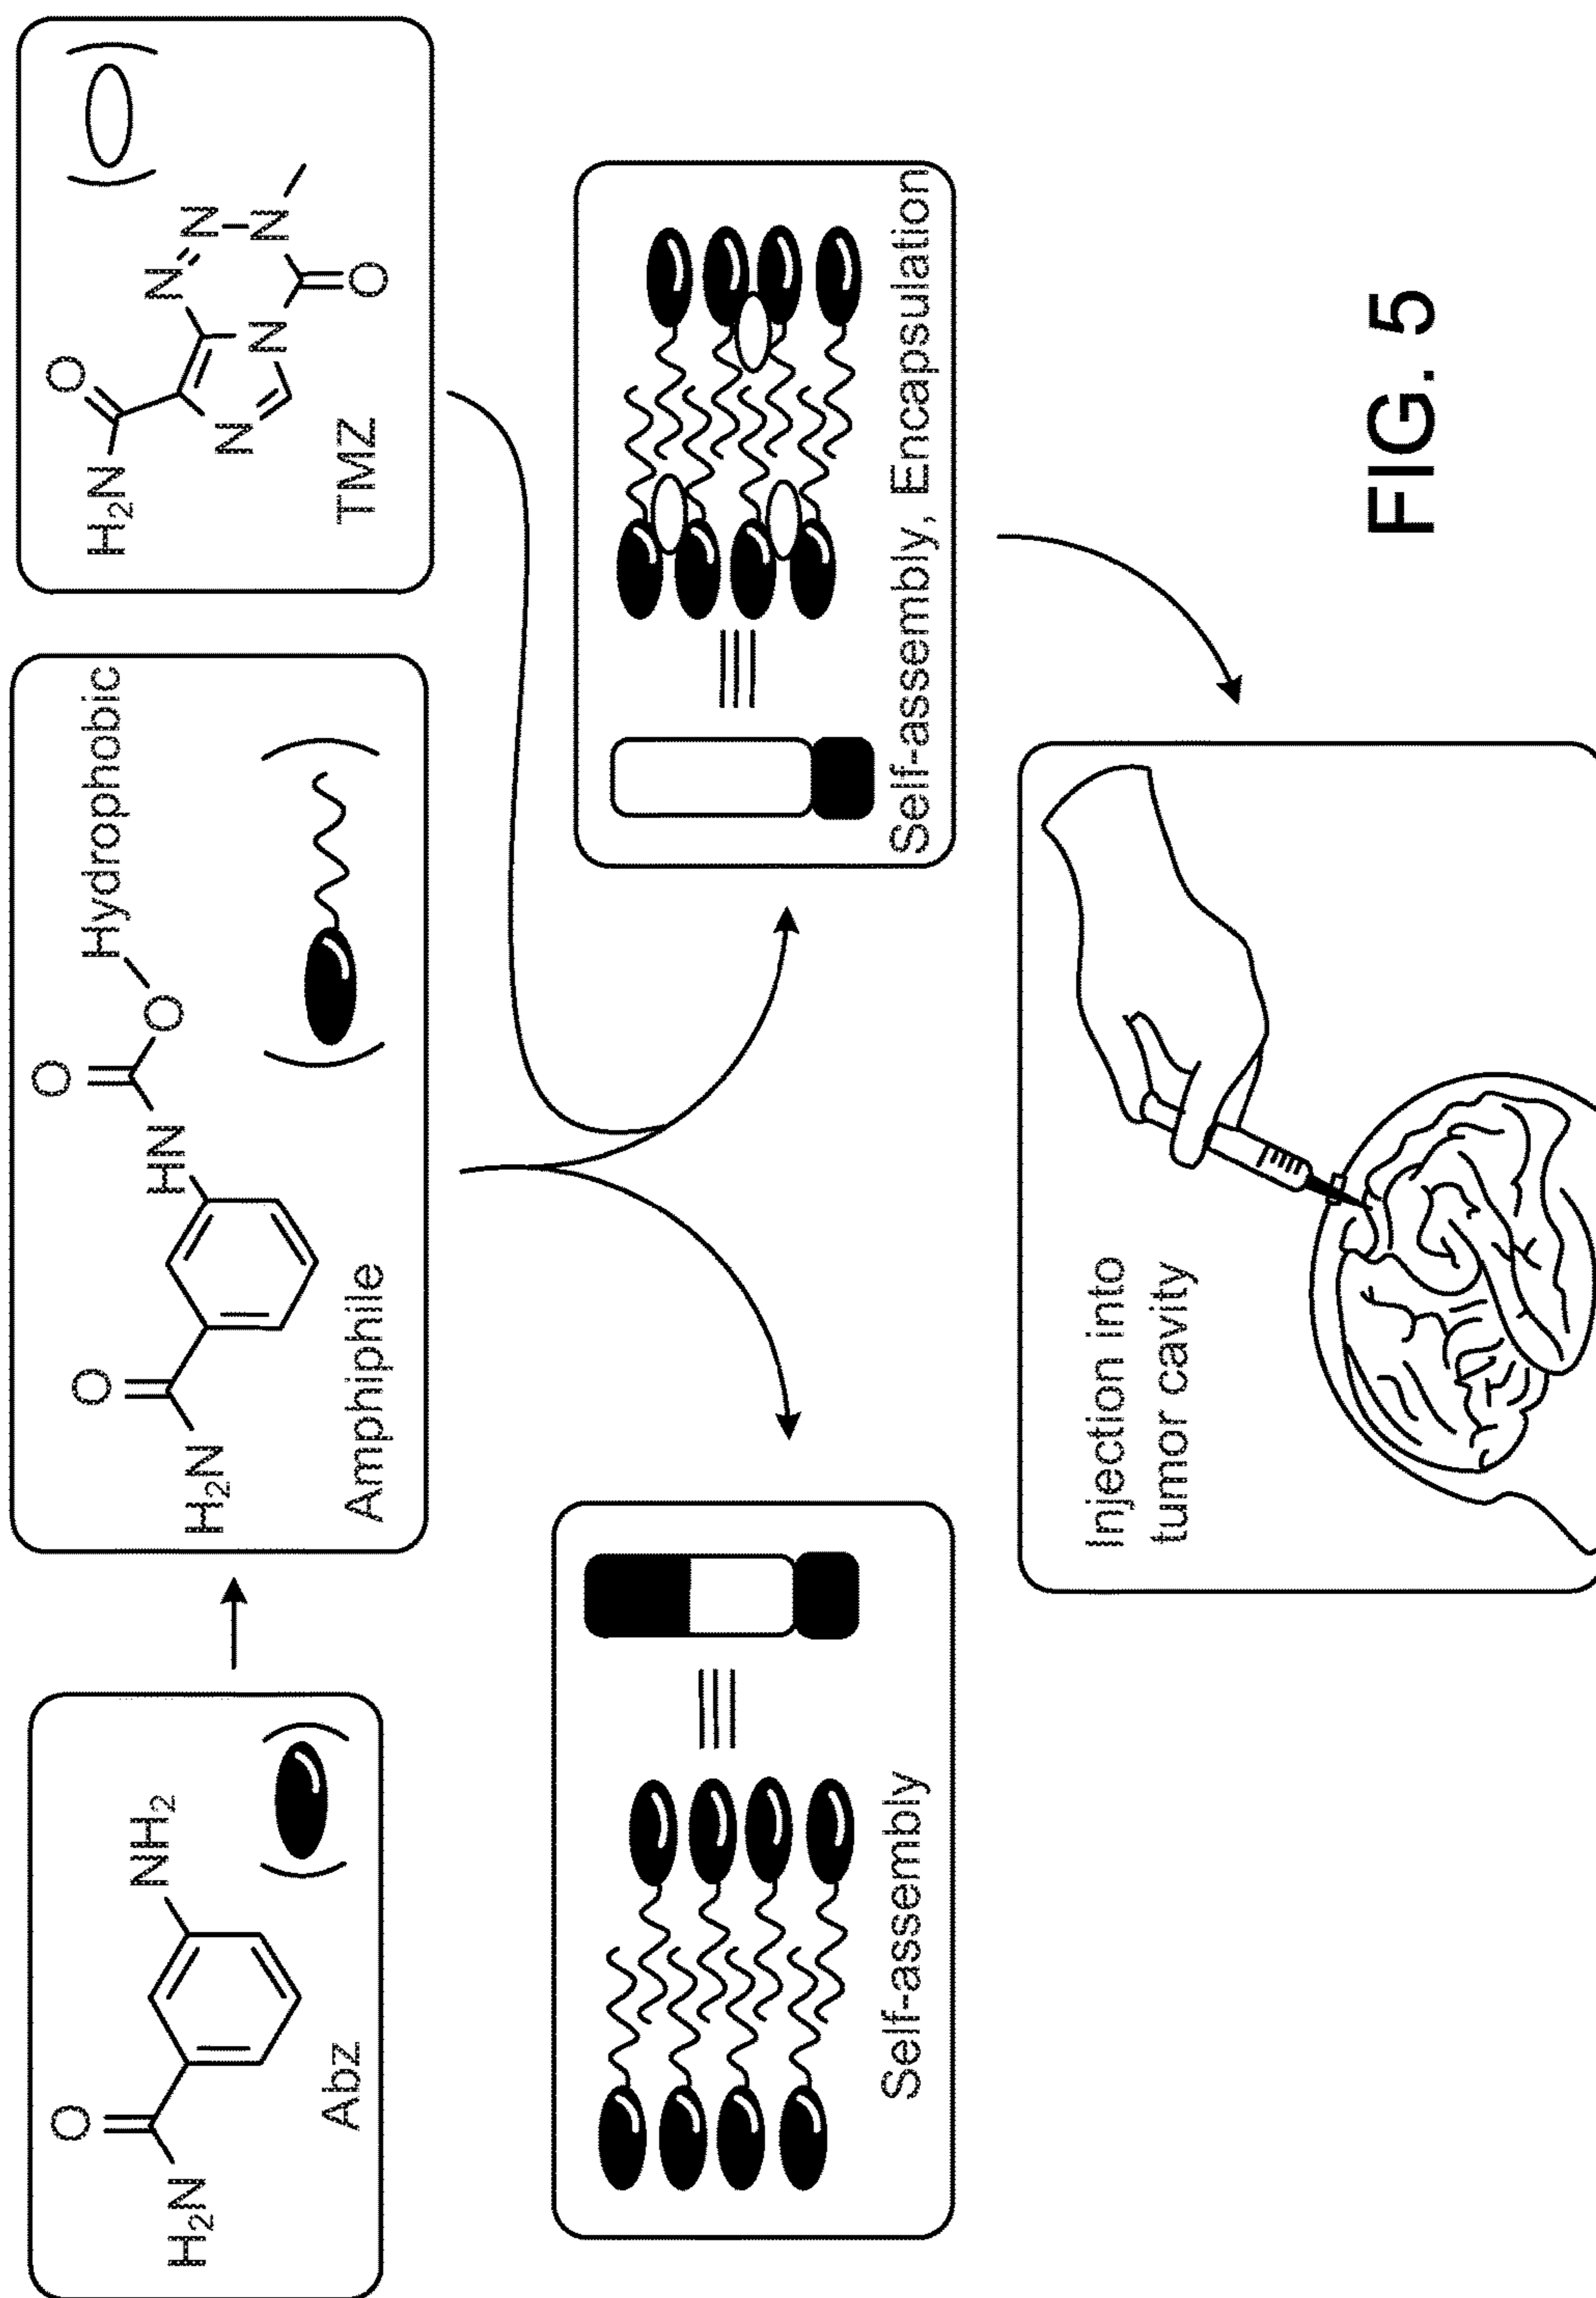 O
H₂N
NH₂
Abz
O
H₂N
HN
O
O
Hydrophobic
Amphiphile
O
H₂N
N
N
N
N
N
O
TMZ
Self-assembly
Self-assembly, Encapsulation
Injection into
tumor cavity
FIG. 5